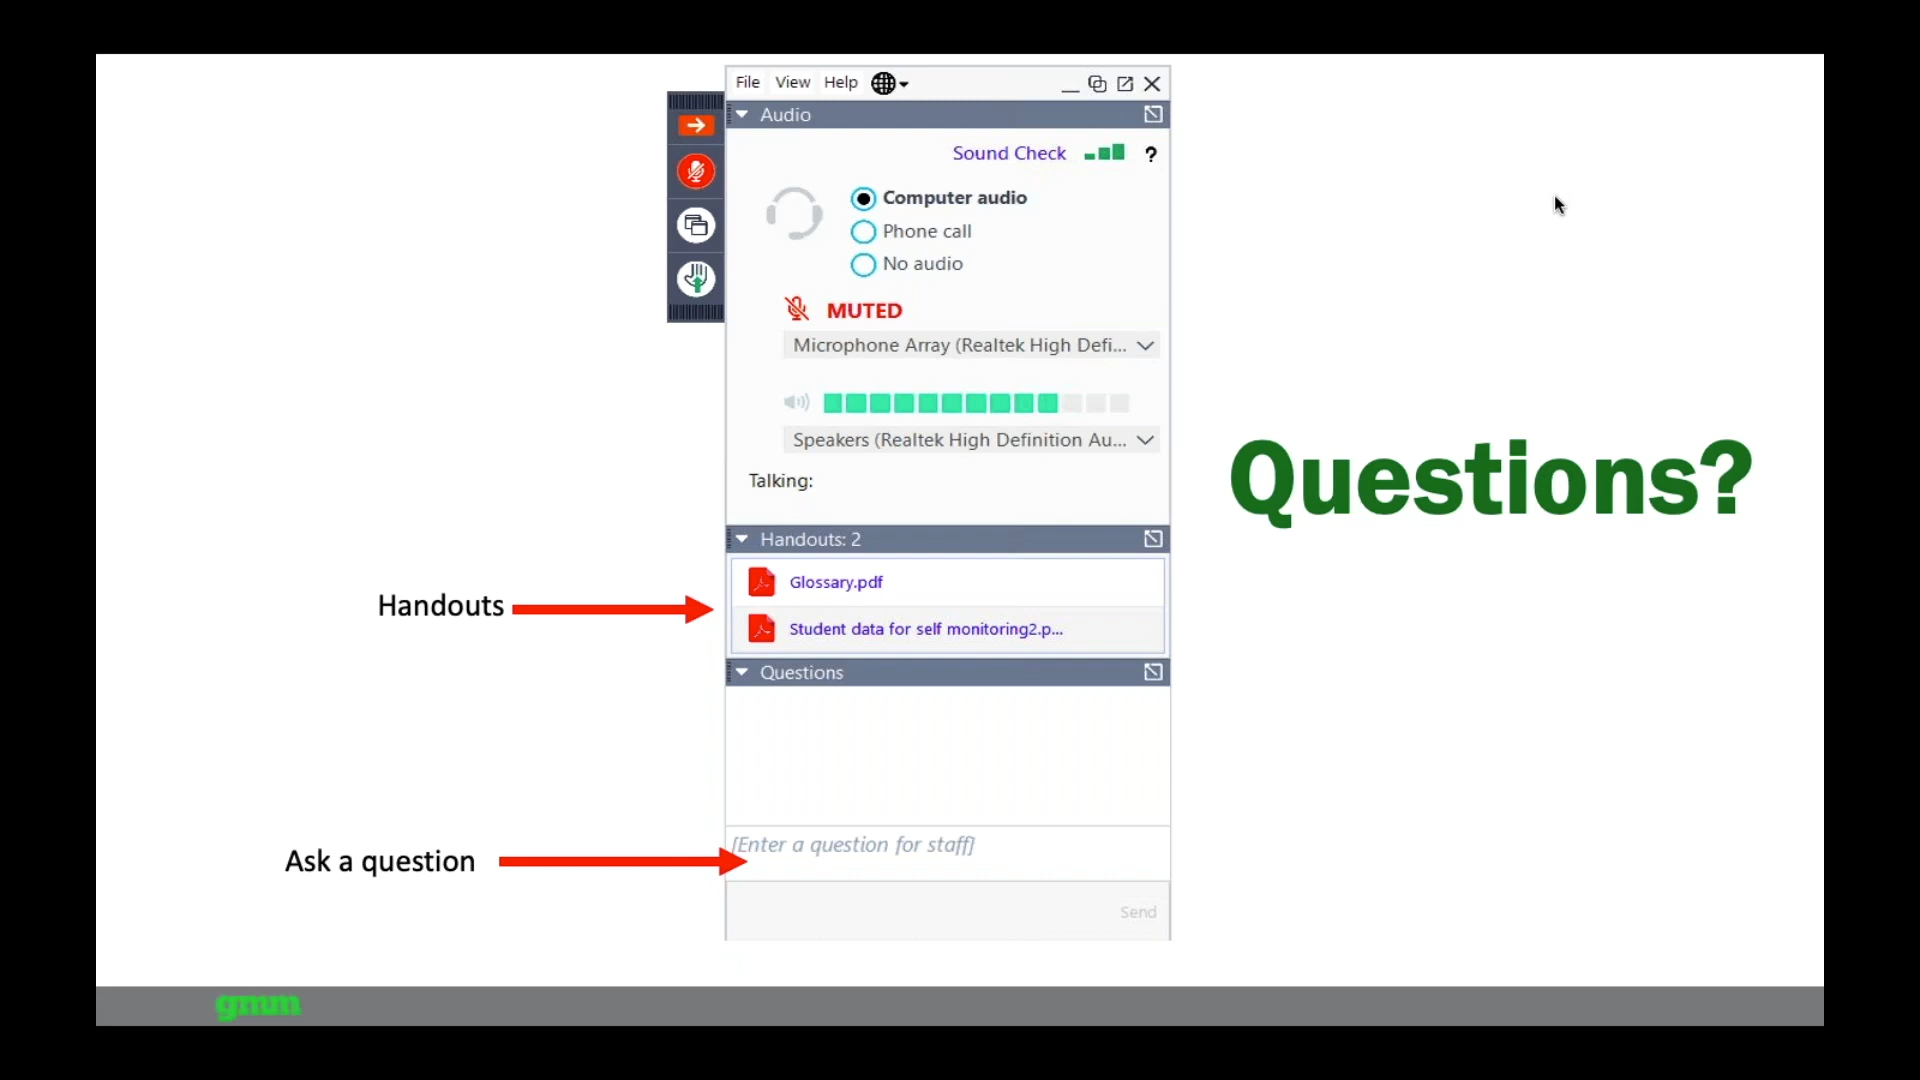 File View Help
Audio
Sound Check ?
Computer audio
Phone call
No audio
MUTED
Microphone Array (Realtek High Defi...
Speakers (Realtek High Definition Au...
Talking:
Questions?
Handouts: 2
Handouts
Glossary.pdf
Student data for self monitoring2.p...
Questions
[Enter a question for staff]
Ask a question
Send
gmm